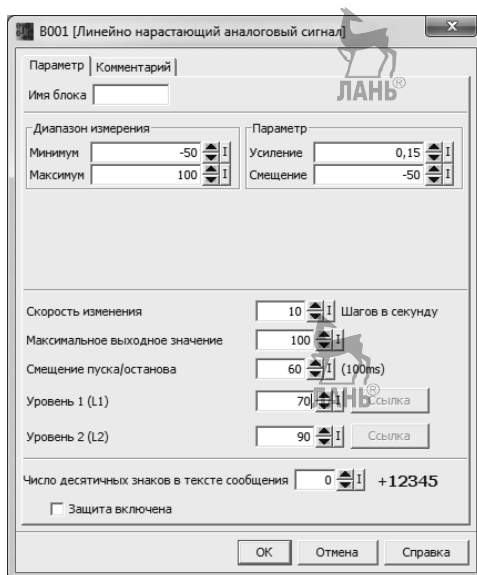 B001 [Линейно нарастающий аналоговый сигнал]
Параметр Комментарий
Имя блока
ЛАНЬ®
Диапазон измерения Параметр
Минимум -50 Усиление 0,15
Максимум 100 Смещение -50
Скорость изменения 10 Шагов в секунду
Максимальное выходное значение 100
Смещение пуска/останова 60 (100ms)
Уровень 1 (L1) 70 ЛАНЬ® Ссылка
Уровень 2 (L2) 90 Ссылка
Число десятичных знаков в тексте сообщения 0 +12345
Защита включена
ОК Отмена Справка